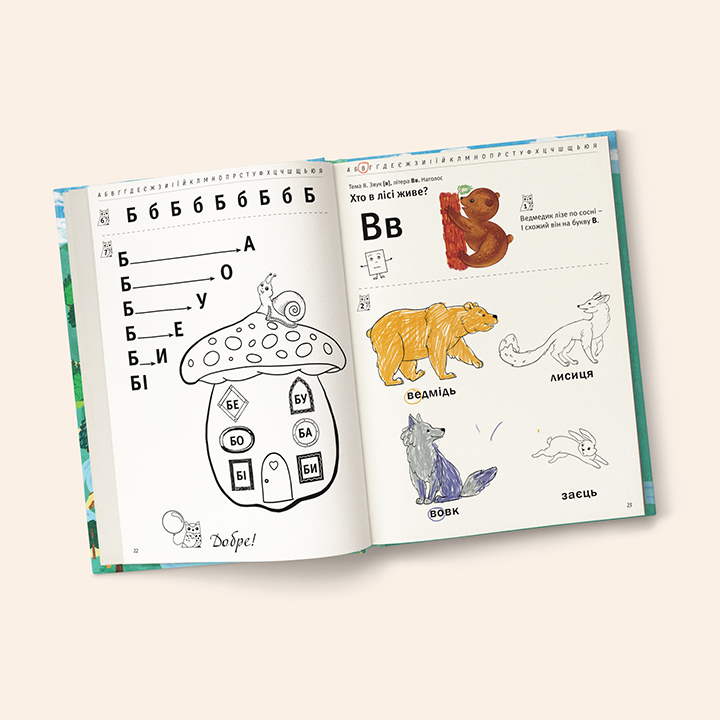 А Б В Г Ґ Д Е Є Ж З И І Ї Й К Л М Н О П Р С Т У Ф Х Ц Ч Ш Щ Ь Ю Я
6
Б б Б б Б б Б б Б
7
Б А
Б О
Б У
Б Е
Б И
БІ
БЕ БУ
БО БА
БІ БИ
Добре!
22
А Б В Г Ґ Д Е Є Ж З И І Ї Й К Л М Н О П Р С Т У Ф Х Ц Ч Ш Щ Ь Ю Я
Тема 8. Звук [в], літера Вв. Наголос
Хто в лісі живе?
Вв
1
Ведмедик лізе по сосні –
І схожий він на букву В.
2
ведмідь
лисиця
вовк
заєць
23